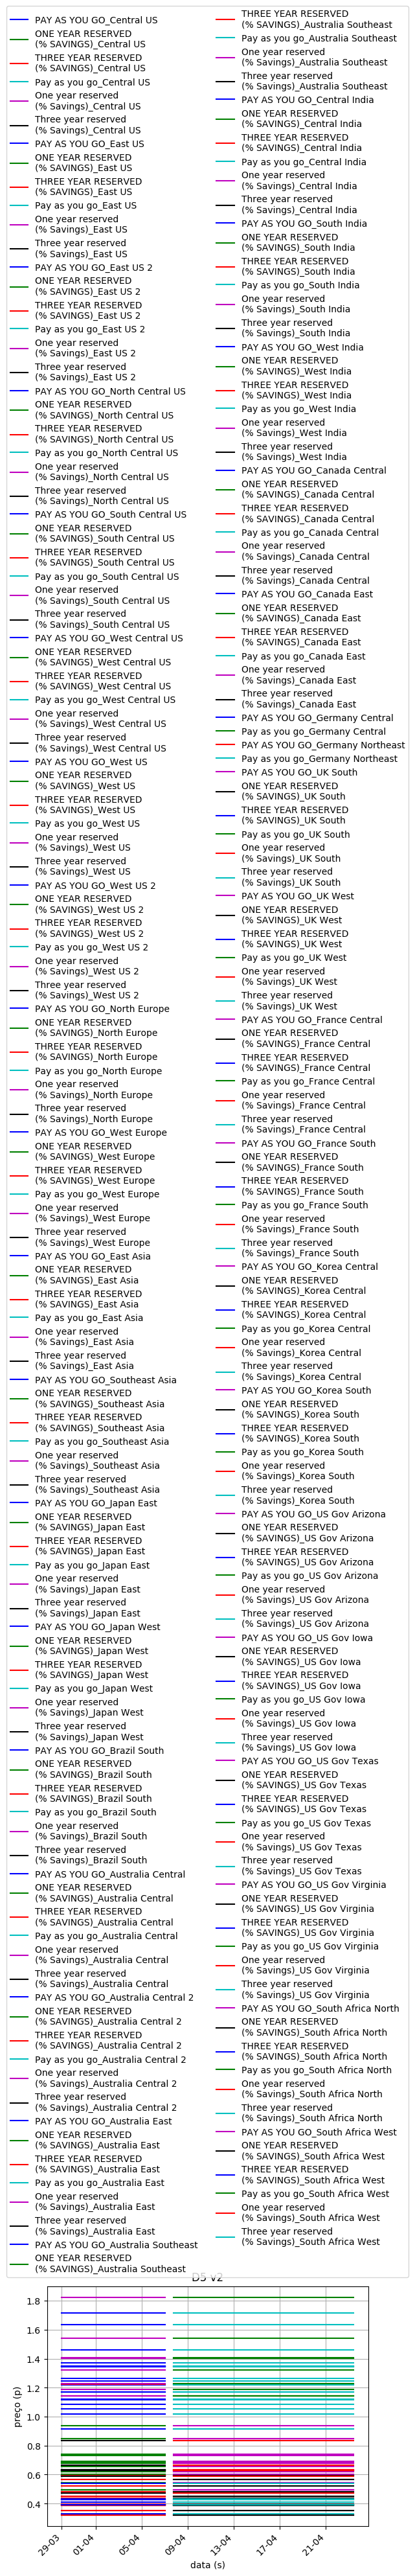 PAY AS YOU GO_Central US
ONE YEAR RESERVED
(% SAVINGS)_Central US
THREE YEAR RESERVED
(% SAVINGS)_Central US
Pay as you go_Central US
One year reserved
(% Savings)_Central US
Three year reserved
(% Savings)_Central US
PAY AS YOU GO_East US
ONE YEAR RESERVED
(% SAVINGS)_East US
THREE YEAR RESERVED
(% SAVINGS)_East US
Pay as you go_East US
One year reserved
(% Savings)_East US
Three year reserved
(% Savings)_East US
PAY AS YOU GO_East US 2
ONE YEAR RESERVED
(% SAVINGS)_East US 2
THREE YEAR RESERVED
(% SAVINGS)_East US 2
Pay as you go_East US 2
One year reserved
(% Savings)_East US 2
Three year reserved
(% Savings)_East US 2
PAY AS YOU GO_North Central US
ONE YEAR RESERVED
(% SAVINGS)_North Central US
THREE YEAR RESERVED
(% SAVINGS)_North Central US
Pay as you go_North Central US
One year reserved
(% Savings)_North Central US
Three year reserved
(% Savings)_North Central US
PAY AS YOU GO_South Central US
ONE YEAR RESERVED
(% SAVINGS)_South Central US
THREE YEAR RESERVED
(% SAVINGS)_South Central US
Pay as you go_South Central US
One year reserved
(% Savings)_South Central US
Three year reserved
(% Savings)_South Central US
PAY AS YOU GO_West Central US
ONE YEAR RESERVED
(% SAVINGS)_West Central US
THREE YEAR RESERVED
(% SAVINGS)_West Central US
Pay as you go_West Central US
One year reserved
(% Savings)_West Central US
Three year reserved
(% Savings)_West Central US
PAY AS YOU GO_West US
ONE YEAR RESERVED
(% SAVINGS)_West US
THREE YEAR RESERVED
(% SAVINGS)_West US
Pay as you go_West US
One year reserved
(% Savings)_West US
Three year reserved
(% Savings)_West US
PAY AS YOU GO_West US 2
ONE YEAR RESERVED
(% SAVINGS)_West US 2
THREE YEAR RESERVED
(% SAVINGS)_West US 2
Pay as you go_West US 2
One year reserved
(% Savings)_West US 2
Three year reserved
(% Savings)_West US 2
PAY AS YOU GO_North Europe
ONE YEAR RESERVED
(% SAVINGS)_North Europe
THREE YEAR RESERVED
(% SAVINGS)_North Europe
Pay as you go_North Europe
One year reserved
(% Savings)_North Europe
Three year reserved
(% Savings)_North Europe
PAY AS YOU GO_West Europe
ONE YEAR RESERVED
(% SAVINGS)_West Europe
THREE YEAR RESERVED
(% SAVINGS)_West Europe
Pay as you go_West Europe
One year reserved
(% Savings)_West Europe
Three year reserved
(% Savings)_West Europe
PAY AS YOU GO_East Asia
ONE YEAR RESERVED
(% SAVINGS)_East Asia
THREE YEAR RESERVED
(% SAVINGS)_East Asia
Pay as you go_East Asia
One year reserved
(% Savings)_East Asia
Three year reserved
(% Savings)_East Asia
PAY AS YOU GO_Southeast Asia
ONE YEAR RESERVED
(% SAVINGS)_Southeast Asia
THREE YEAR RESERVED
(% SAVINGS)_Southeast Asia
Pay as you go_Southeast Asia
One year reserved
(% Savings)_Southeast Asia
Three year reserved
(% Savings)_Southeast Asia
PAY AS YOU GO_Japan East
ONE YEAR RESERVED
(% SAVINGS)_Japan East
THREE YEAR RESERVED
(% SAVINGS)_Japan East
Pay as you go_Japan East
One year reserved
(% Savings)_Japan East
Three year reserved
(% Savings)_Japan East
PAY AS YOU GO_Japan West
ONE YEAR RESERVED
(% SAVINGS)_Japan West
THREE YEAR RESERVED
(% SAVINGS)_Japan West
Pay as you go_Japan West
One year reserved
(% Savings)_Japan West
Three year reserved
(% Savings)_Japan West
PAY AS YOU GO_Brazil South
ONE YEAR RESERVED
(% SAVINGS)_Brazil South
THREE YEAR RESERVED
(% SAVINGS)_Brazil South
Pay as you go_Brazil South
One year reserved
(% Savings)_Brazil South
Three year reserved
(% Savings)_Brazil South
PAY AS YOU GO_Australia Central
ONE YEAR RESERVED
(% SAVINGS)_Australia Central
THREE YEAR RESERVED
(% SAVINGS)_Australia Central
Pay as you go_Australia Central
One year reserved
(% Savings)_Australia Central
Three year reserved
(% Savings)_Australia Central
PAY AS YOU GO_Australia Central 2
ONE YEAR RESERVED
(% SAVINGS)_Australia Central 2
THREE YEAR RESERVED
(% SAVINGS)_Australia Central 2
Pay as you go_Australia Central 2
One year reserved
(% Savings)_Australia Central 2
Three year reserved
(% Savings)_Australia Central 2
PAY AS YOU GO_Australia East
ONE YEAR RESERVED
(% SAVINGS)_Australia East
THREE YEAR RESERVED
(% SAVINGS)_Australia East
Pay as you go_Australia East
One year reserved
(% Savings)_Australia East
Three year reserved
(% Savings)_Australia East
PAY AS YOU GO_Australia Southeast
ONE YEAR RESERVED
(% SAVINGS)_Australia Southeast
THREE YEAR RESERVED
(% SAVINGS)_Australia Southeast
Pay as you go_Australia Southeast
One year reserved
(% Savings)_Australia Southeast
Three year reserved
(% Savings)_Australia Southeast
PAY AS YOU GO_Central India
ONE YEAR RESERVED
(% SAVINGS)_Central India
THREE YEAR RESERVED
(% SAVINGS)_Central India
Pay as you go_Central India
One year reserved
(% Savings)_Central India
Three year reserved
(% Savings)_Central India
PAY AS YOU GO_South India
ONE YEAR RESERVED
(% SAVINGS)_South India
THREE YEAR RESERVED
(% SAVINGS)_South India
Pay as you go_South India
One year reserved
(% Savings)_South India
Three year reserved
(% Savings)_South India
PAY AS YOU GO_West India
ONE YEAR RESERVED
(% SAVINGS)_West India
THREE YEAR RESERVED
(% SAVINGS)_West India
Pay as you go_West India
One year reserved
(% Savings)_West India
Three year reserved
(% Savings)_West India
PAY AS YOU GO_Canada Central
ONE YEAR RESERVED
(% SAVINGS)_Canada Central
THREE YEAR RESERVED
(% SAVINGS)_Canada Central
Pay as you go_Canada Central
One year reserved
(% Savings)_Canada Central
Three year reserved
(% Savings)_Canada Central
PAY AS YOU GO_Canada East
ONE YEAR RESERVED
(% SAVINGS)_Canada East
THREE YEAR RESERVED
(% SAVINGS)_Canada East
Pay as you go_Canada East
One year reserved
(% Savings)_Canada East
Three year reserved
(% Savings)_Canada East
PAY AS YOU GO_Germany Central
Pay as you go_Germany Central
PAY AS YOU GO_Germany Northeast
Pay as you go_Germany Northeast
PAY AS YOU GO_UK South
ONE YEAR RESERVED
(% SAVINGS)_UK South
THREE YEAR RESERVED
(% SAVINGS)_UK South
Pay as you go_UK South
One year reserved
(% Savings)_UK South
Three year reserved
(% Savings)_UK South
PAY AS YOU GO_UK West
ONE YEAR RESERVED
(% SAVINGS)_UK West
THREE YEAR RESERVED
(% SAVINGS)_UK West
Pay as you go_UK West
One year reserved
(% Savings)_UK West
Three year reserved
(% Savings)_UK West
PAY AS YOU GO_France Central
ONE YEAR RESERVED
(% SAVINGS)_France Central
THREE YEAR RESERVED
(% SAVINGS)_France Central
Pay as you go_France Central
One year reserved
(% Savings)_France Central
Three year reserved
(% Savings)_France Central
PAY AS YOU GO_France South
ONE YEAR RESERVED
(% SAVINGS)_France South
THREE YEAR RESERVED
(% SAVINGS)_France South
Pay as you go_France South
One year reserved
(% Savings)_France South
Three year reserved
(% Savings)_France South
PAY AS YOU GO_Korea Central
ONE YEAR RESERVED
(% SAVINGS)_Korea Central
THREE YEAR RESERVED
(% SAVINGS)_Korea Central
Pay as you go_Korea Central
One year reserved
(% Savings)_Korea Central
Three year reserved
(% Savings)_Korea Central
PAY AS YOU GO_Korea South
ONE YEAR RESERVED
(% SAVINGS)_Korea South
THREE YEAR RESERVED
(% SAVINGS)_Korea South
Pay as you go_Korea South
One year reserved
(% Savings)_Korea South
Three year reserved
(% Savings)_Korea South
PAY AS YOU GO_US Gov Arizona
ONE YEAR RESERVED
(% SAVINGS)_US Gov Arizona
THREE YEAR RESERVED
(% SAVINGS)_US Gov Arizona
Pay as you go_US Gov Arizona
One year reserved
(% Savings)_US Gov Arizona
Three year reserved
(% Savings)_US Gov Arizona
PAY AS YOU GO_US Gov Iowa
ONE YEAR RESERVED
(% SAVINGS)_US Gov Iowa
THREE YEAR RESERVED
(% SAVINGS)_US Gov Iowa
Pay as you go_US Gov Iowa
One year reserved
(% Savings)_US Gov Iowa
Three year reserved
(% Savings)_US Gov Iowa
PAY AS YOU GO_US Gov Texas
ONE YEAR RESERVED
(% SAVINGS)_US Gov Texas
THREE YEAR RESERVED
(% SAVINGS)_US Gov Texas
Pay as you go_US Gov Texas
One year reserved
(% Savings)_US Gov Texas
Three year reserved
(% Savings)_US Gov Texas
PAY AS YOU GO_US Gov Virginia
ONE YEAR RESERVED
(% SAVINGS)_US Gov Virginia
THREE YEAR RESERVED
(% SAVINGS)_US Gov Virginia
Pay as you go_US Gov Virginia
One year reserved
(% Savings)_US Gov Virginia
Three year reserved
(% Savings)_US Gov Virginia
PAY AS YOU GO_South Africa North
ONE YEAR RESERVED
(% SAVINGS)_South Africa North
THREE YEAR RESERVED
(% SAVINGS)_South Africa North
Pay as you go_South Africa North
One year reserved
(% Savings)_South Africa North
Three year reserved
(% Savings)_South Africa North
PAY AS YOU GO_South Africa West
ONE YEAR RESERVED
(% SAVINGS)_South Africa West
THREE YEAR RESERVED
(% SAVINGS)_South Africa West
Pay as you go_South Africa West
One year reserved
(% Savings)_South Africa West
Three year reserved
(% Savings)_South Africa West
D5 v2
1.8
1.6
1.4
1.2
1.0
0.8
0.6
0.4
preço (p)
29-03
01-04
05-04
09-04
13-04
17-04
21-04
data (s)